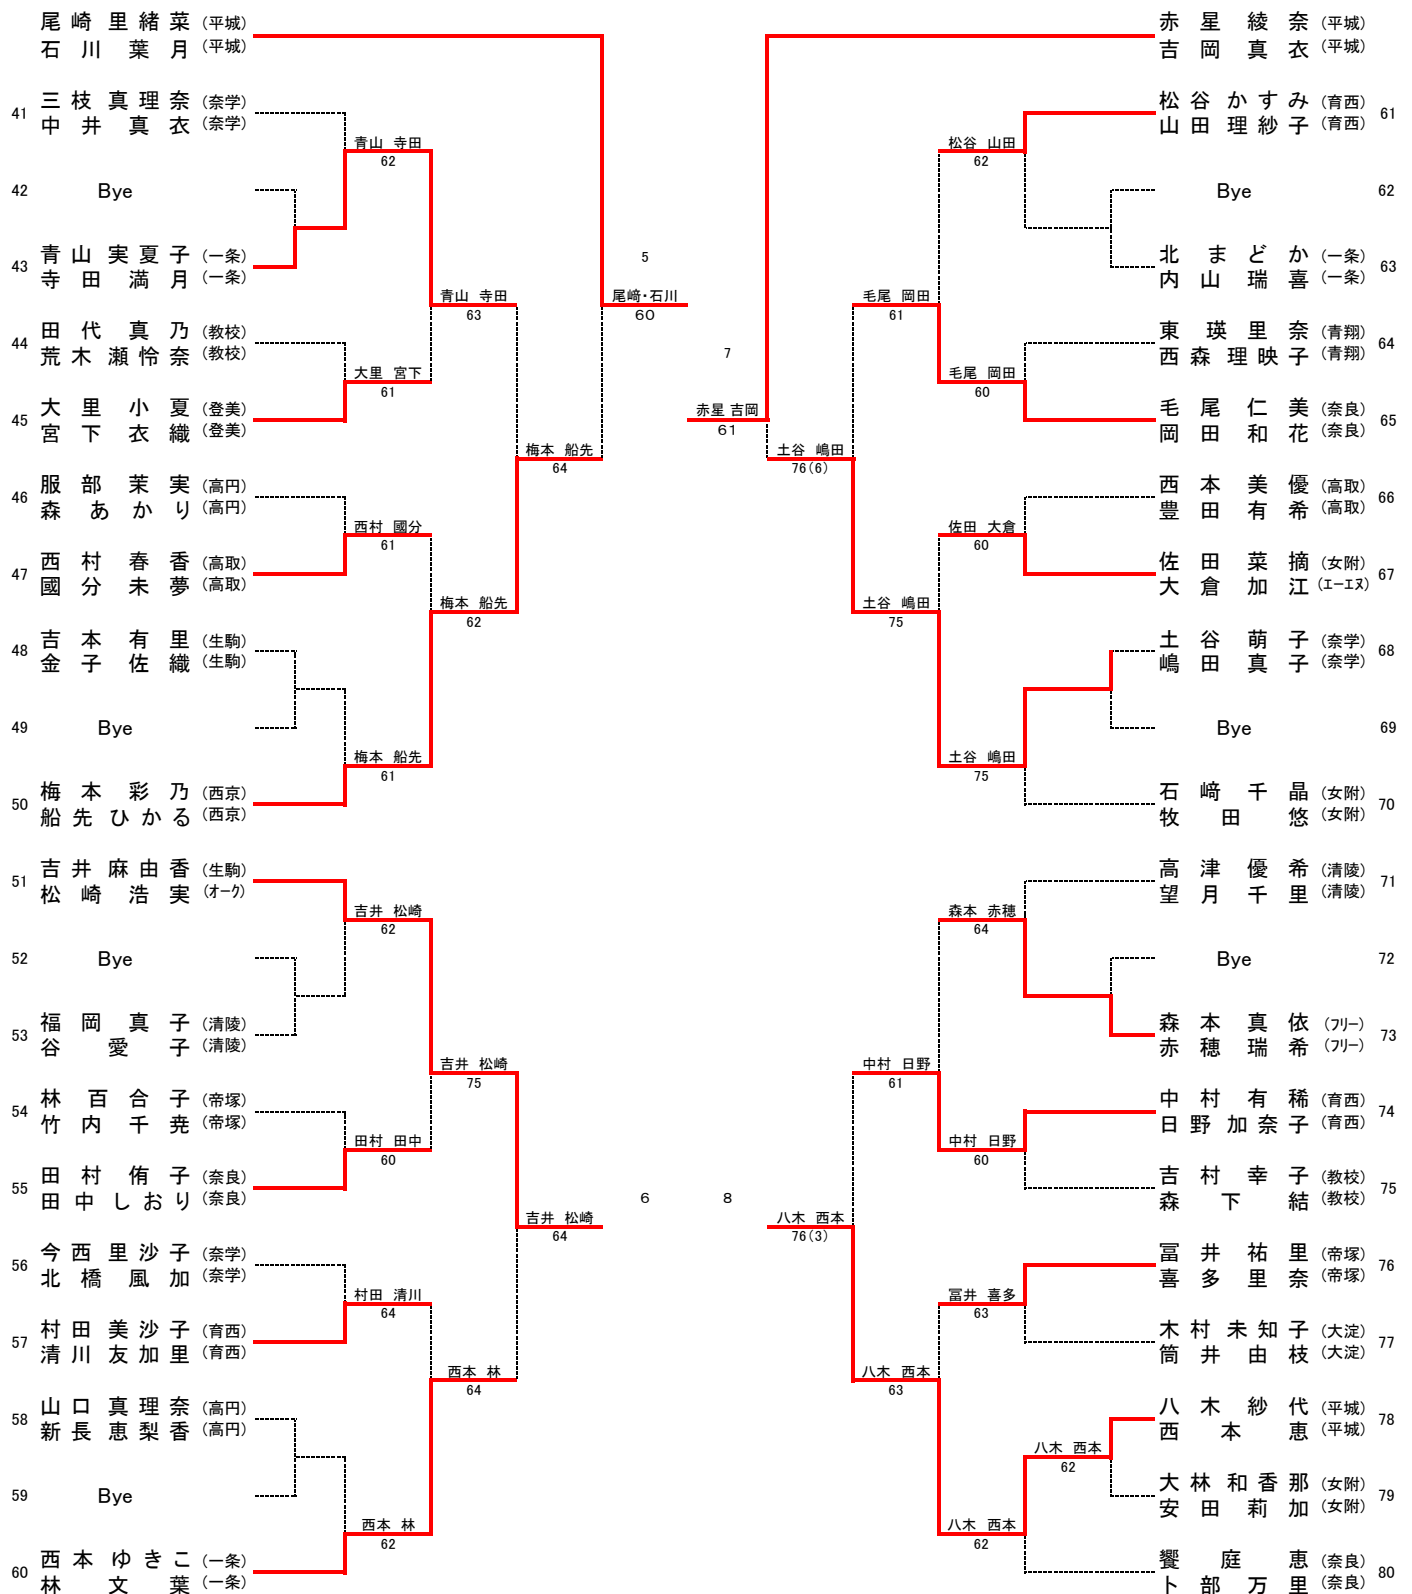 尾崎里緒菜 (平城)
石川葉月 (平城)
41 三枝真理奈 (奈学)
中井真衣 (奈学)
青山 寺田
62
42 Bye
43 青山実夏子 (一条)
寺田満月 (一条)
青山 寺田
63
44 田代真乃 (教校)
荒木瀬怜奈 (教校)
大里 宮下
61
45 大里小夏 (登美)
宮下衣織 (登美)
梅本 船先
64
46 服部茉実 (高円)
森あかり (高円)
西村 國分
61
47 西村春香 (高取)
國分未夢 (高取)
梅本 船先
62
48 吉本有里 (生駒)
金子佐織 (生駒)
49 Bye
梅本 船先
61
50 梅本彩乃 (西京)
船先ひかる (西京)
5
尾崎・石川
60
51 吉井麻由香 (生駒)
松崎浩実 (オーク)
吉井 松崎
62
52 Bye
53 福岡真子 (清陵)
谷愛子 (清陵)
吉井 松崎
75
54 林百合子 (帝塚)
竹内千尭 (帝塚)
田村 田中
60
55 田村侑子 (奈良)
田中しおり (奈良)
吉井 松崎
64
6
56 今西里沙子 (奈学)
北橋風加 (奈学)
村田 清川
64
57 村田美沙子 (育西)
清川友加里 (育西)
西本 林
64
58 山口真理奈 (高円)
新長恵梨香 (高円)
59 Bye
西本 林
62
60 西本ゆきこ (一条)
林文葉 (一条)
赤星綾奈 (平城)
吉岡真衣 (平城)
7
赤星 吉岡
61
松谷かすみ (育西) 61
山田理紗子 (育西)
松谷 山田
62
Bye 62
北まどか (一条) 63
内山瑞喜 (一条)
毛尾 岡田
61
東瑛里奈 (青翔) 64
西森理映子 (青翔)
毛尾 岡田
60
毛尾仁美 (奈良) 65
岡田和花 (奈良)
土谷 嶋田
76(6)
西本美優 (高取) 66
豊田有希 (高取)
佐田 大倉
60
佐田菜摘 (女附) 67
大倉加江 (エーエヌ)
土谷 嶋田
75
土谷萌子 (奈学) 68
嶋田真子 (奈学)
Bye 69
土谷 嶋田
75
石﨑千晶 (女附) 70
牧田悠 (女附)
高津優希 (清陵) 71
望月千里 (清陵)
森本 赤穂
64
Bye 72
森本真依 (フリー) 73
赤穂瑞希 (フリー)
中村 日野
61
中村有稀 (育西) 74
日野加奈子 (育西)
中村 日野
60
吉村幸子 (教校) 75
森下結 (教校)
8
八木 西本
76(3)
冨井祐里 (帝塚) 76
喜多里奈 (帝塚)
冨井 喜多
63
木村未知子 (大淀) 77
筒井由枝 (大淀)
八木 西本
63
八木紗代 (平城) 78
西本恵 (平城)
八木 西本
62
大林和香那 (女附) 79
安田莉加 (女附)
八木 西本
62
饗庭恵 (奈良) 80
卜部万里 (奈良)